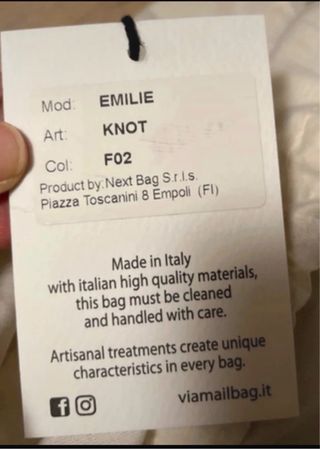 Mod: EMILIE
Art: KNOT
Col: F02
Product by:Next Bag S.r.l.s.
Piazza Toscanini 8 Empoli (FI)
Made in Italy
with italian high quality materials,
this bag must be cleaned
and handled with care.
Artisanal treatments create unique
characteristics in every bag.
viamailbag.it